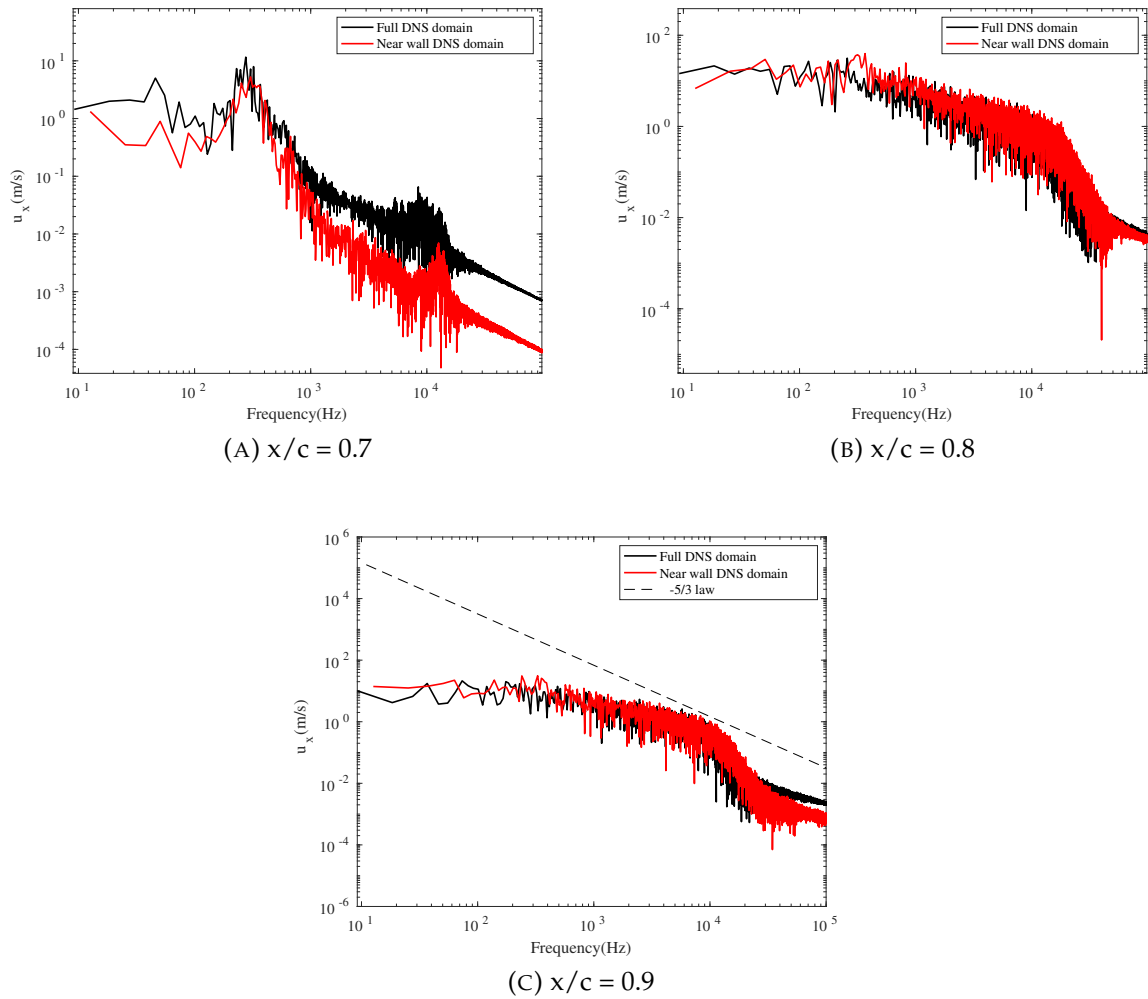 Full DNS domain
Near wall DNS domain
10^1
10^0
10^-1
10^-2
10^-3
10^-4
u_x(m/s)
10^1 10^2 10^3 10^4
Frequency(Hz)
(A) x/c = 0.7
Full DNS domain
Near wall DNS domain
10^2
10^0
10^-2
10^-4
u_x(m/s)
10^1 10^2 10^3 10^4
Frequency(Hz)
(B) x/c = 0.8
Full DNS domain
Near wall DNS domain
-5/3 law
10^6
10^4
10^2
10^0
10^-2
10^-4
10^-6
u_x(m/s)
10^1 10^2 10^3 10^4 10^5
Frequency(Hz)
(C) x/c = 0.9